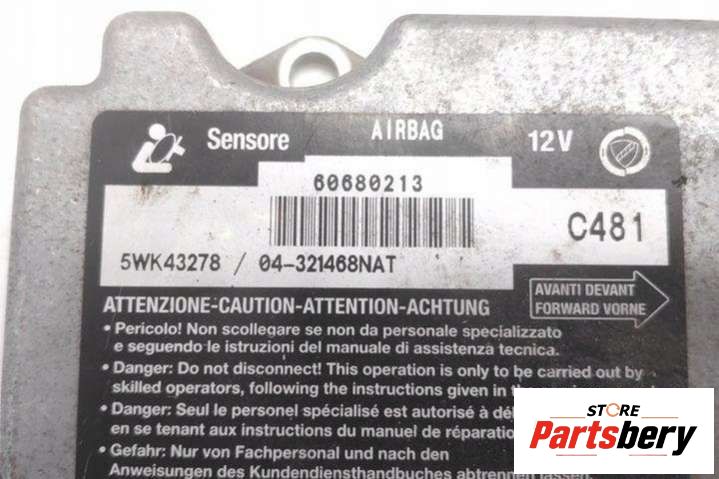 Sensore AIRBAG 12V
60680213
C481
5WK43278 / 04-321468NAT
AVANTI DEVANT
FORWARD VORNE
ATTENZIONE-CAUTION-ATTENTION-ACHTUNG
• Pericolo! Non scollegare se non da personale specializzato
e seguendo le istruzioni del manuale di assistenza tecnica.
• Danger: Do not disconnect! This operation is only to be carried out by
skilled operators, following the instructions given in
• Danger: Seul le personel spécialisé est autorisé à
en se tenant aux instructions du manuel de
• Gefahr: Nur von Fachpersonal und nach den
Anweisungen des Kundendiensthandbuches abtrennen lassen.
STORE
Partsbery